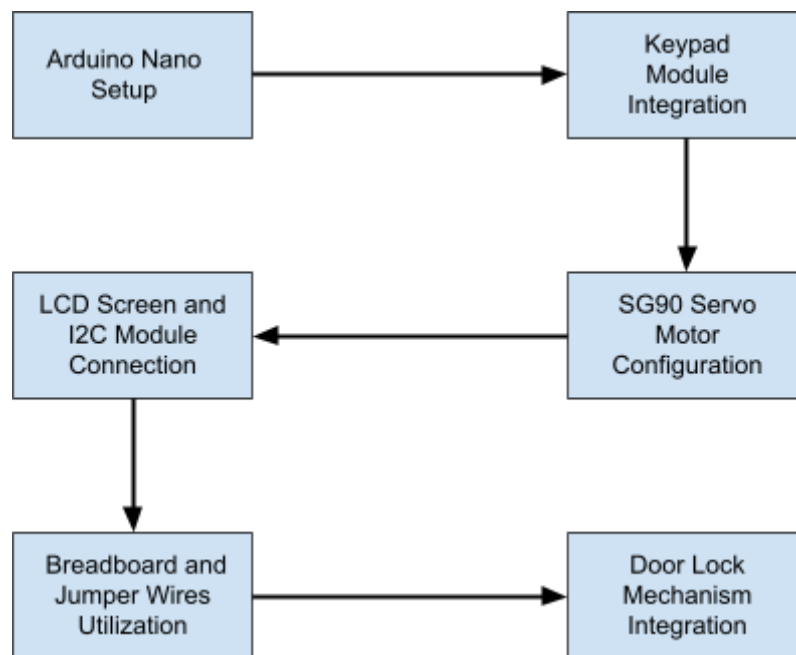 Arduino Nano
Setup
Keypad
Module
Integration
SG90 Servo
Motor
Configuration
LCD Screen and
I2C Module
Connection
Breadboard and
Jumper Wires
Utilization
Door Lock
Mechanism
Integration